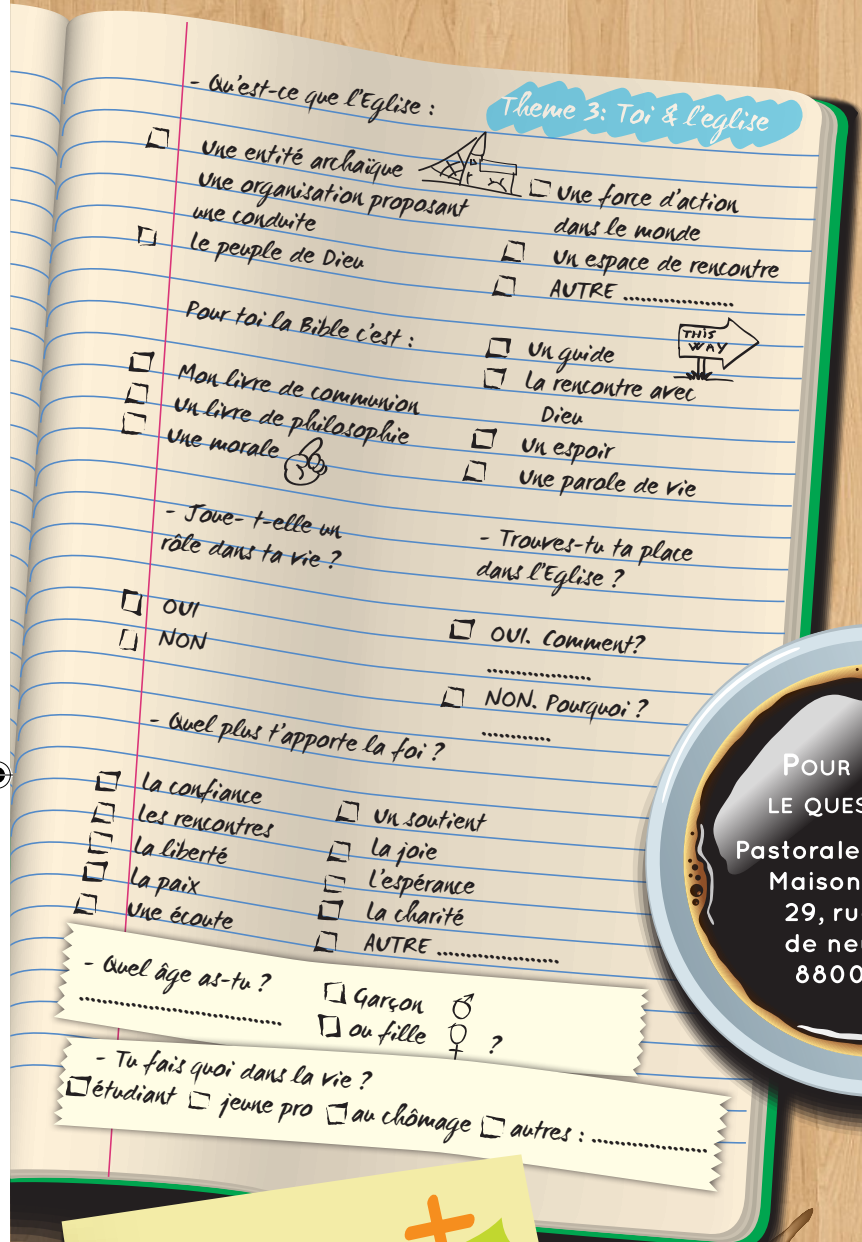 Theme 3: Toi & l'eglise
- Qu'est-ce que l'Eglise :
Une entité archaïque
Une organisation proposant
une conduite
Le peuple de Dieu
Une force d'action
dans le monde
Un espace de rencontre
AUTRE ..................
Pour toi la Bible c'est :
Mon livre de communion
Un livre de philosophie
Une morale
THIS
WAY
Un guide
La rencontre avec
Dieu
Un espoir
Une parole de vie
- Joue- t-elle un
rôle dans ta vie ?
OUI
NON
- Trouves-tu ta place
dans l'Eglise ?
OUI. Comment?
.................
NON. Pourquoi ?
...........
- Quel plus t'apporte la foi ?
La confiance
Les rencontres
La liberté
La paix
Une écoute
Un soutient
La joie
L'espérance
La charité
AUTRE ....................
- Quel âge as-tu ?
.................................
Garçon ♂
ou fille ♀ ?
- Tu fais quoi dans la vie ?
étudiant jeune pro au chômage autres : ...................
POUR
LE QUES
Pastorale
Maison
29, ru
de neu
8800